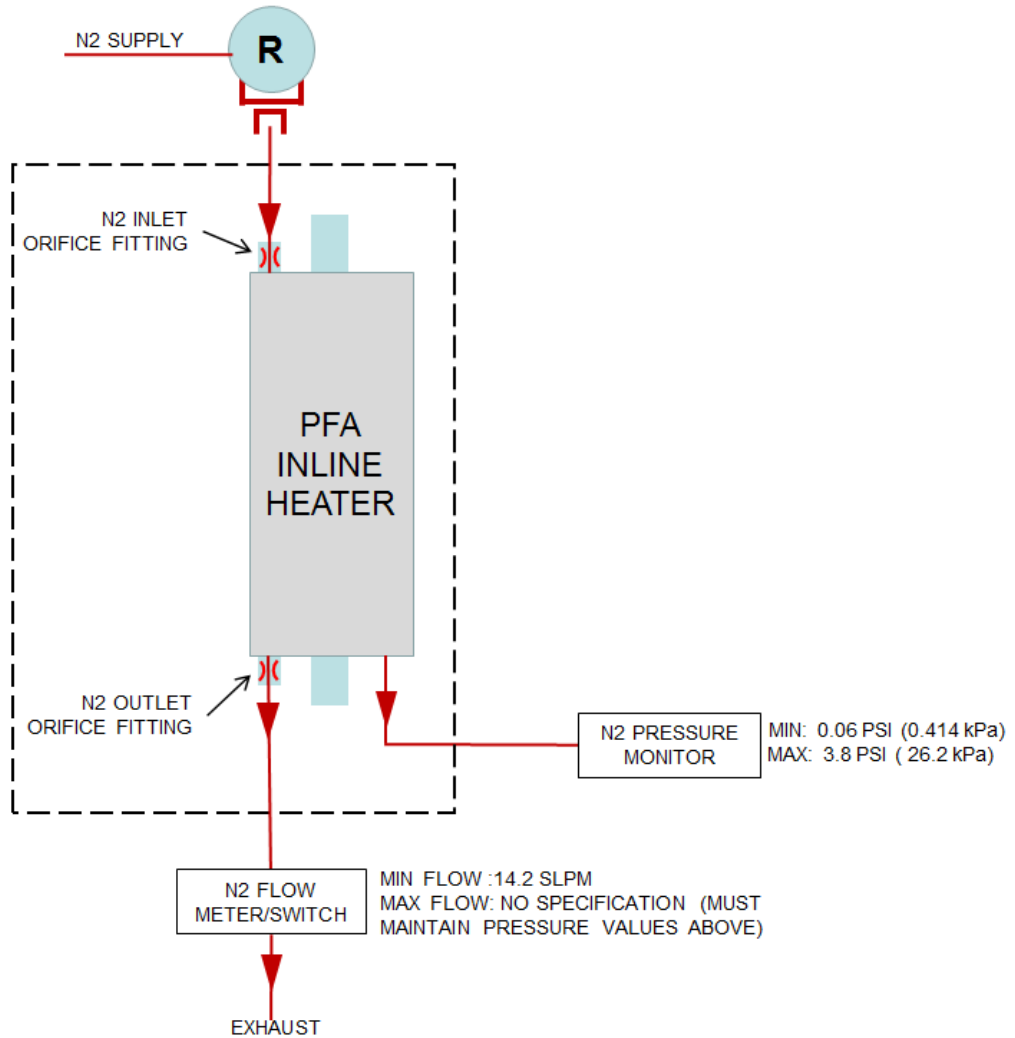 N2 SUPPLY
R
N2 INLET
ORIFICE FITTING
PFA
INLINE
HEATER
N2 OUTLET
ORIFICE FITTING
N2 PRESSURE
MONITOR
MIN: 0.06 PSI (0.414 kPa)
MAX: 3.8 PSI ( 26.2 kPa)
N2 FLOW
METER/SWITCH
MIN FLOW :14.2 SLPM
MAX FLOW: NO SPECIFICATION (MUST
MAINTAIN PRESSURE VALUES ABOVE)
EXHAUST